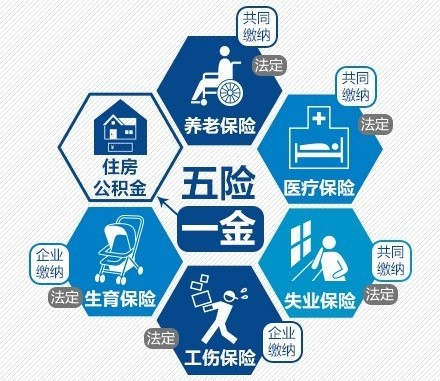 共同
缴纳
法定
养老保险
共同
缴纳
法定
医疗保险
住房
公积金
五险
一金
企业
缴纳
法定
生育保险
共同
缴纳
法定
失业保险
法定
工伤保险
企业
缴纳